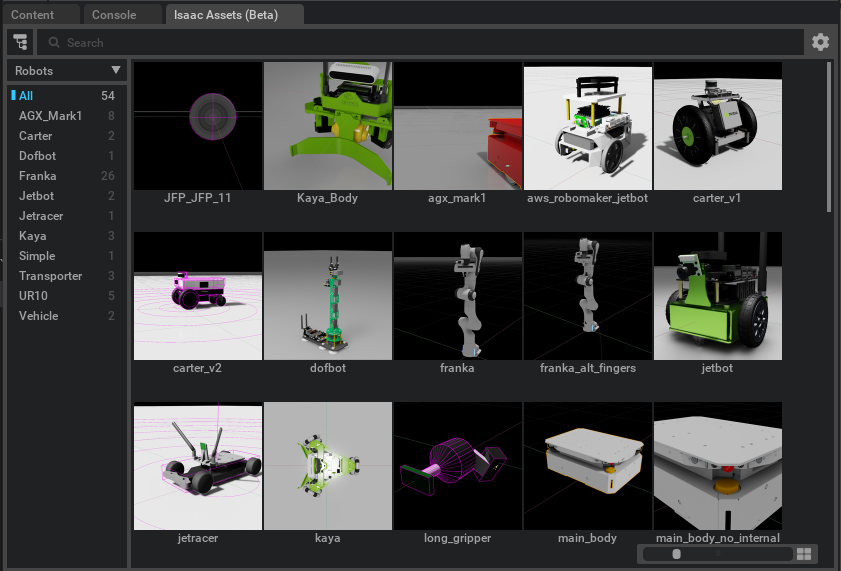 Content
Console
Isaac Assets (Beta)
Search
Robots
All 54
AGX_Mark1 8
Carter 2
Dofbot 1
Franka 26
Jetbot 2
Jetracer 1
Kaya 3
Simple 1
Transporter 3
UR10 5
Vehicle 2
JFP_JFP_11
Kaya_Body
agx_mark1
aws_robomaker_jetbot
carter_v1
carter_v2
dofbot
franka
franka_alt_fingers
jetbot
jetracer
kaya
long_gripper
main_body
main_body_no_internal